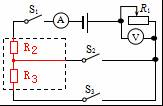 S₁ A R₁
V
R₂ S₂
R₃
S₃